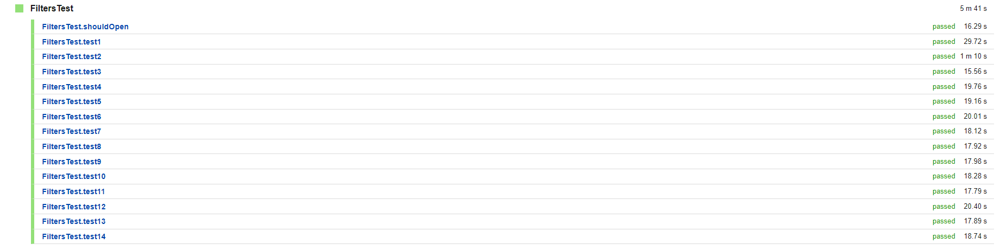 FiltersTest 5 m 41 s
FiltersTest.shouldOpen passed 16.29 s
FiltersTest.test1 passed 29.72 s
FiltersTest.test2 passed 1 m 10 s
FiltersTest.test3 passed 15.56 s
FiltersTest.test4 passed 19.76 s
FiltersTest.test5 passed 19.16 s
FiltersTest.test6 passed 20.01 s
FiltersTest.test7 passed 18.12 s
FiltersTest.test8 passed 17.92 s
FiltersTest.test9 passed 17.98 s
FiltersTest.test10 passed 18.28 s
FiltersTest.test11 passed 17.79 s
FiltersTest.test12 passed 20.40 s
FiltersTest.test13 passed 17.89 s
FiltersTest.test14 passed 18.74 s